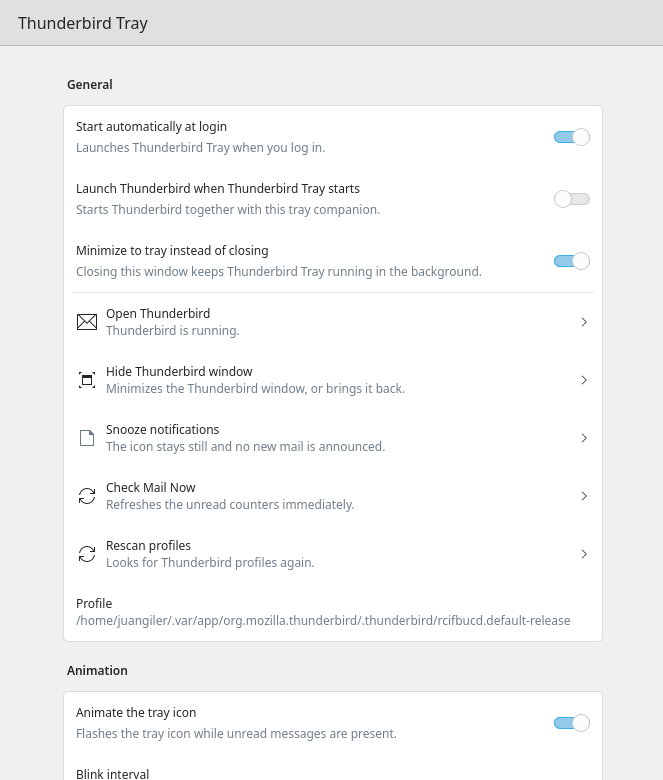 Thunderbird Tray
General
Start automatically at login
Launches Thunderbird Tray when you log in.
Launch Thunderbird when Thunderbird Tray starts
Starts Thunderbird together with this tray companion.
Minimize to tray instead of closing
Closing this window keeps Thunderbird Tray running in the background.
Open Thunderbird
Thunderbird is running.
Hide Thunderbird window
Minimizes the Thunderbird window, or brings it back.
Snooze notifications
The icon stays still and no new mail is announced.
Check Mail Now
Refreshes the unread counters immediately.
Rescan profiles
Looks for Thunderbird profiles again.
Profile
/home/juangiler/.var/app/org.mozilla.thunderbird/.thunderbird/rcifbucd.default-release
Animation
Animate the tray icon
Flashes the tray icon while unread messages are present.
Blink interval